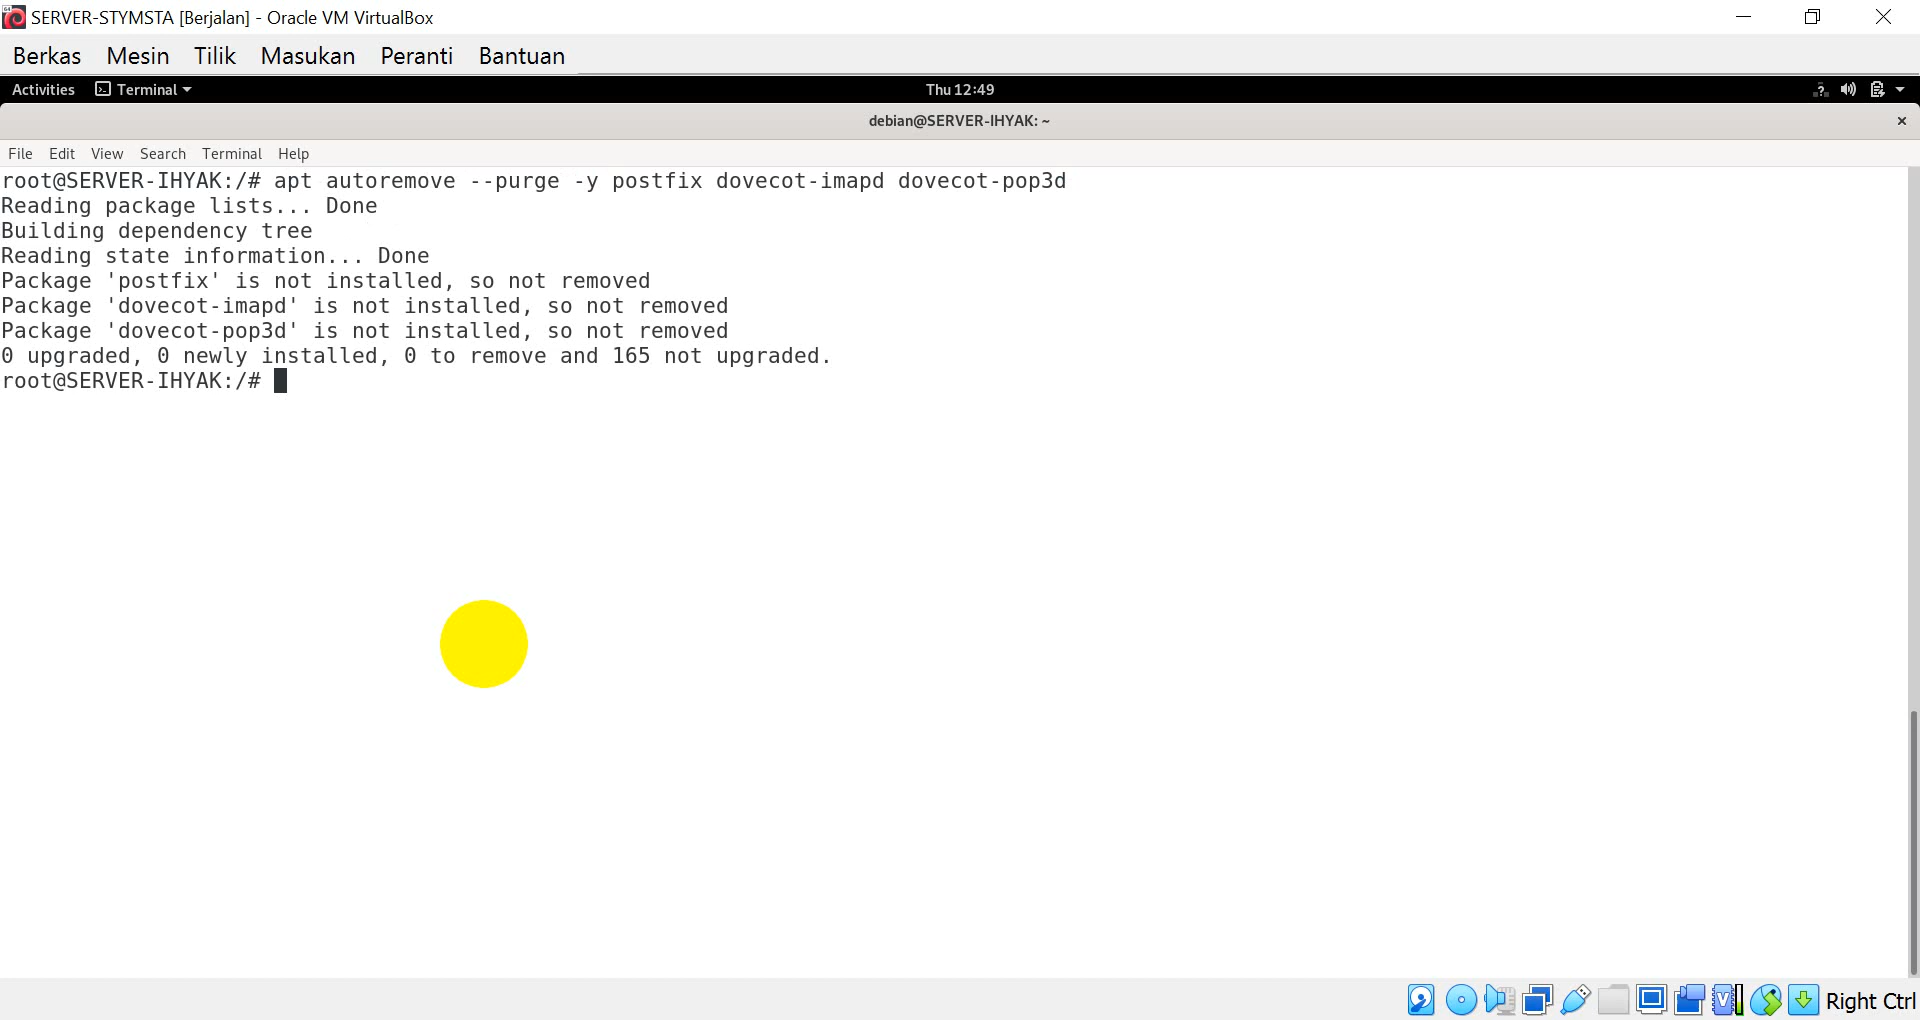 SERVER-STYMSTA [Berjalan] - Oracle VM VirtualBox
Berkas Mesin Tilik Masukan Peranti Bantuan
Activities Terminal Thu 12:49
debian@SERVER-IHYAK: ~
File Edit View Search Terminal Help
root@SERVER-IHYAK:/# apt autoremove --purge -y postfix dovecot-imapd dovecot-pop3d
Reading package lists... Done
Building dependency tree
Reading state information... Done
Package 'postfix' is not installed, so not removed
Package 'dovecot-imapd' is not installed, so not removed
Package 'dovecot-pop3d' is not installed, so not removed
0 upgraded, 0 newly installed, 0 to remove and 165 not upgraded.
root@SERVER-IHYAK:/#
Right Ctrl